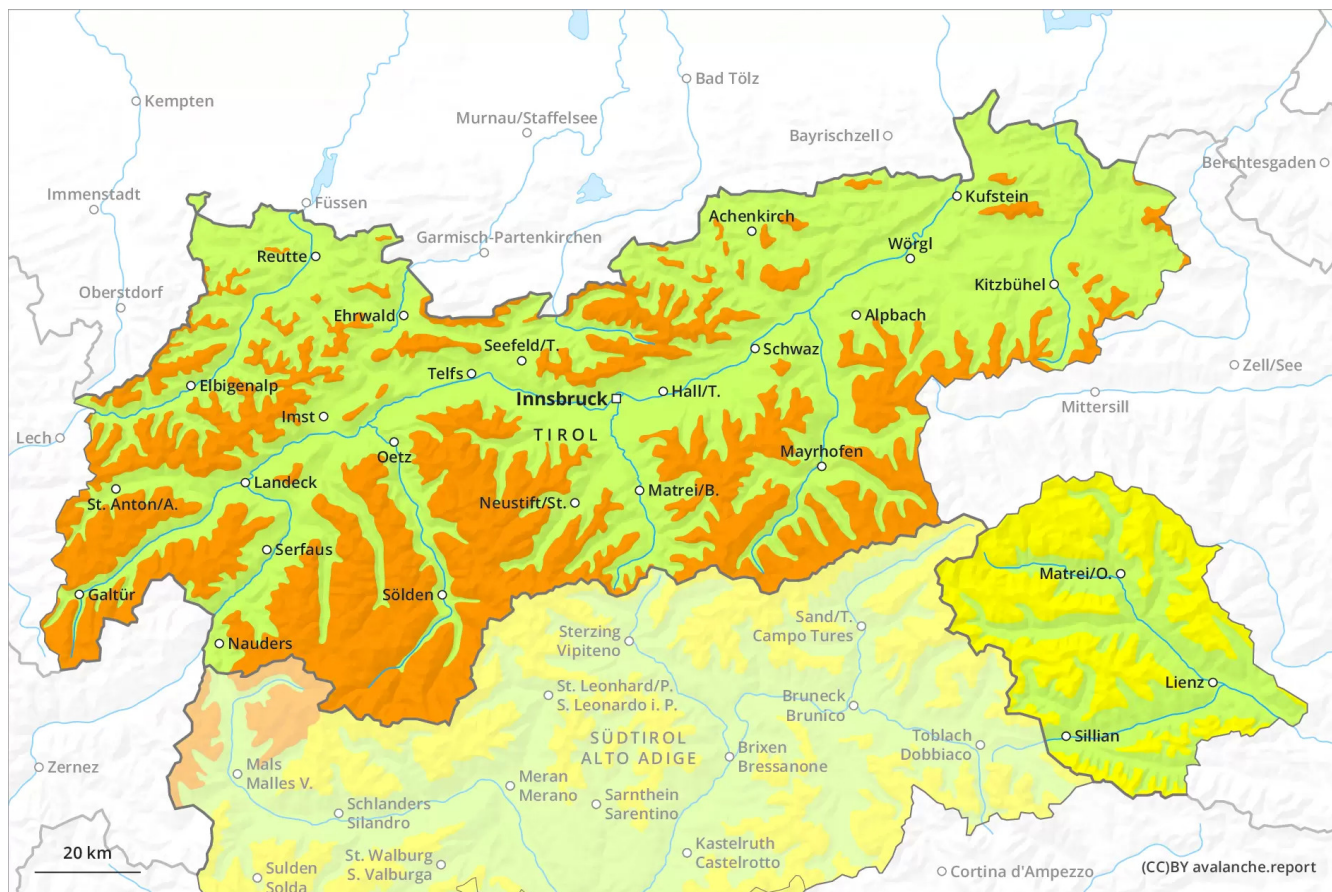 Kempten
Bad Tölz
Murnau/Staffelsee
Bayrischzell
Berchtesgaden
Immenstadt
Füssen
Kufstein
Achenkirch
Garmisch-Partenkirchen
Wörgl
Reutte
Kitzbühel
Oberstdorf
Ehrwald
Alpbach
Seefeld/T.
Schwaz
Zell/See
Telfs
Elbigenalp
Hall/T.
Innsbruck
Mittersill
Imst
Lech
TIROL
Oetz
Mayrhofen
Landeck
St. Anton/A.
Matrei/B.
Neustift/St.
Serfaus
Matrei/O.
Galtür
Sölden
Sand/T.
Campo Tures
Sterzing
Vipiteno
Nauders
Lienz
St. Leonhard/P.
S. Leonardo i. P.
Bruneck
Brunico
Toblach
Dobbiaco
Sillian
SÜDTIROL
ALTO ADIGE
Brixen
Bressanone
Zernez
Mals
Malles V.
Meran
Merano
Sarnthein
Sarentino
Schlanders
Silandro
Kastelruth
Castelrotto
20 km
St. Walburg
S. Valburga
Sulden
Solda
Cortina d'Ampezzo
(CC)BY avalanche.report